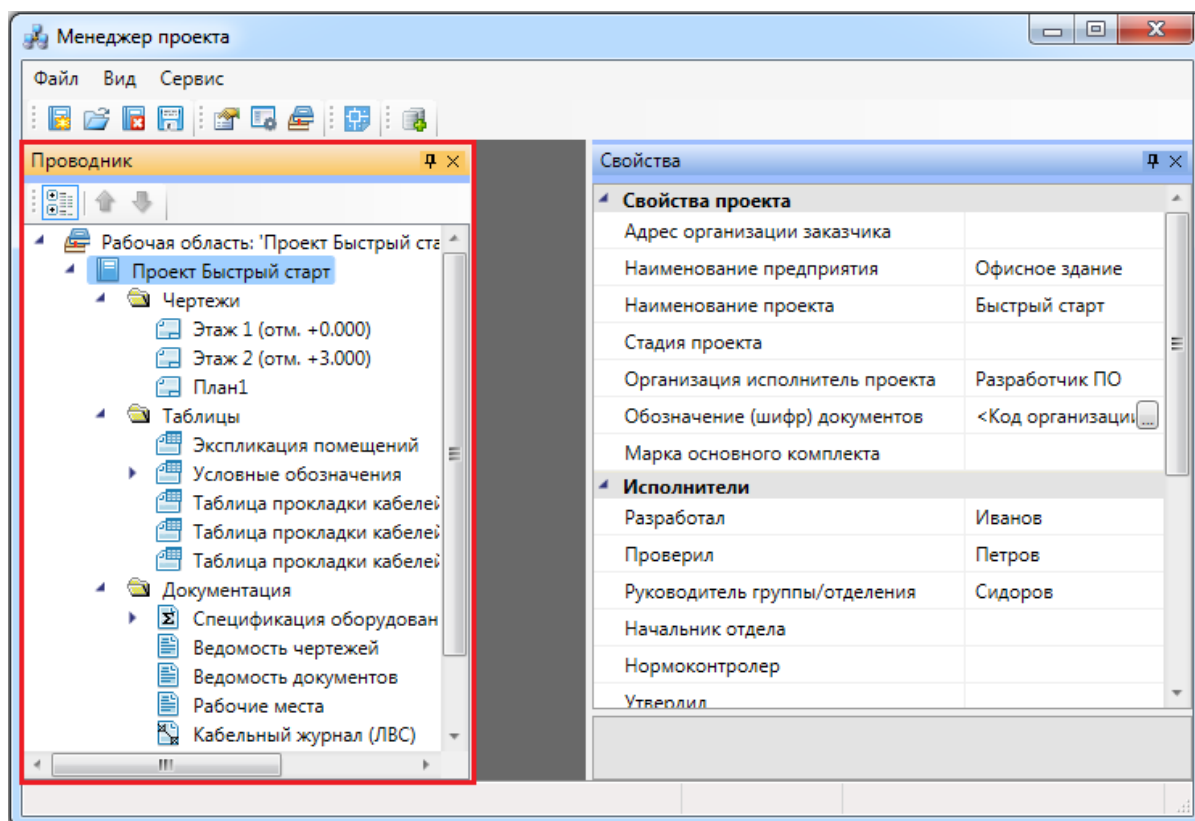 Менеджер проекта
Файл Вид Сервис
Проводник
Рабочая область: 'Проект Быстрый ста
Проект Быстрый старт
Чертежи
Этаж 1 (отм. +0.000)
Этаж 2 (отм. +3.000)
План1
Таблицы
Экспликация помещений
Условные обозначения
Таблица прокладки кабелей
Таблица прокладки кабелей
Таблица прокладки кабелей
Документация
Спецификация оборудован
Ведомость чертежей
Ведомость документов
Рабочие места
Кабельный журнал (ЛВС)
Свойства
Свойства проекта
Адрес организации заказчика
Наименование предприятия Офисное здание
Наименование проекта Быстрый старт
Стадия проекта
Организация исполнитель проекта Разработчик ПО
Обозначение (шифр) документов <Код организации ...
Марка основного комплекта
Исполнители
Разработал Иванов
Проверил Петров
Руководитель группы/отделения Сидоров
Начальник отдела
Нормоконтролер
Утвердил